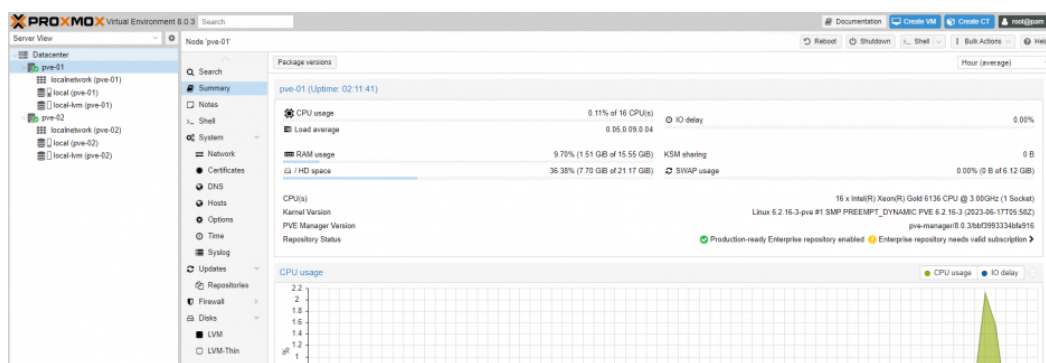 PROXMOX Virtual Environment 8.0.3 Search
Documentation Create VM Create CT root@pam
Server View
Datacenter
pve-01
localnetwork (pve-01)
local (pve-01)
local-lvm (pve-01)
pve-02
localnetwork (pve-02)
local (pve-02)
local-lvm (pve-02)
Node 'pve-01'
Reboot Shutdown Shell Bulk Actions Help
Search
Summary
Notes
Shell
System
Network
Certificates
DNS
Hosts
Options
Time
Syslog
Updates
Repositories
Firewall
Disks
LVM
LVM-Thin
Package versions
Hour (average)
pve-01 (Uptime: 02:11:41)
CPU usage 0.11% of 16 CPU(s)
IO delay 0.00%
Load average 0.05,0.09,0.04
RAM usage 9.70% (1.51 GiB of 15.55 GiB)
KSM sharing 0 B
/ HD space 36.38% (7.70 GiB of 21.17 GiB)
SWAP usage 0.00% (0 B of 6.12 GiB)
CPU(s) 16 x Intel(R) Xeon(R) Gold 6136 CPU @ 3.00GHz (1 Socket)
Kernel Version Linux 6.2.16-3-pve #1 SMP PREEMPT_DYNAMIC PVE 6.2.16-3 (2023-06-17T05:58Z)
PVE Manager Version pve-manager/8.0.3/bbf3993334bfa916
Repository Status Production-ready Enterprise repository enabled Enterprise repository needs valid subscription
CPU usage
CPU usage IO delay
2.2
2
1.8
1.6
1.4
1.2
1
%